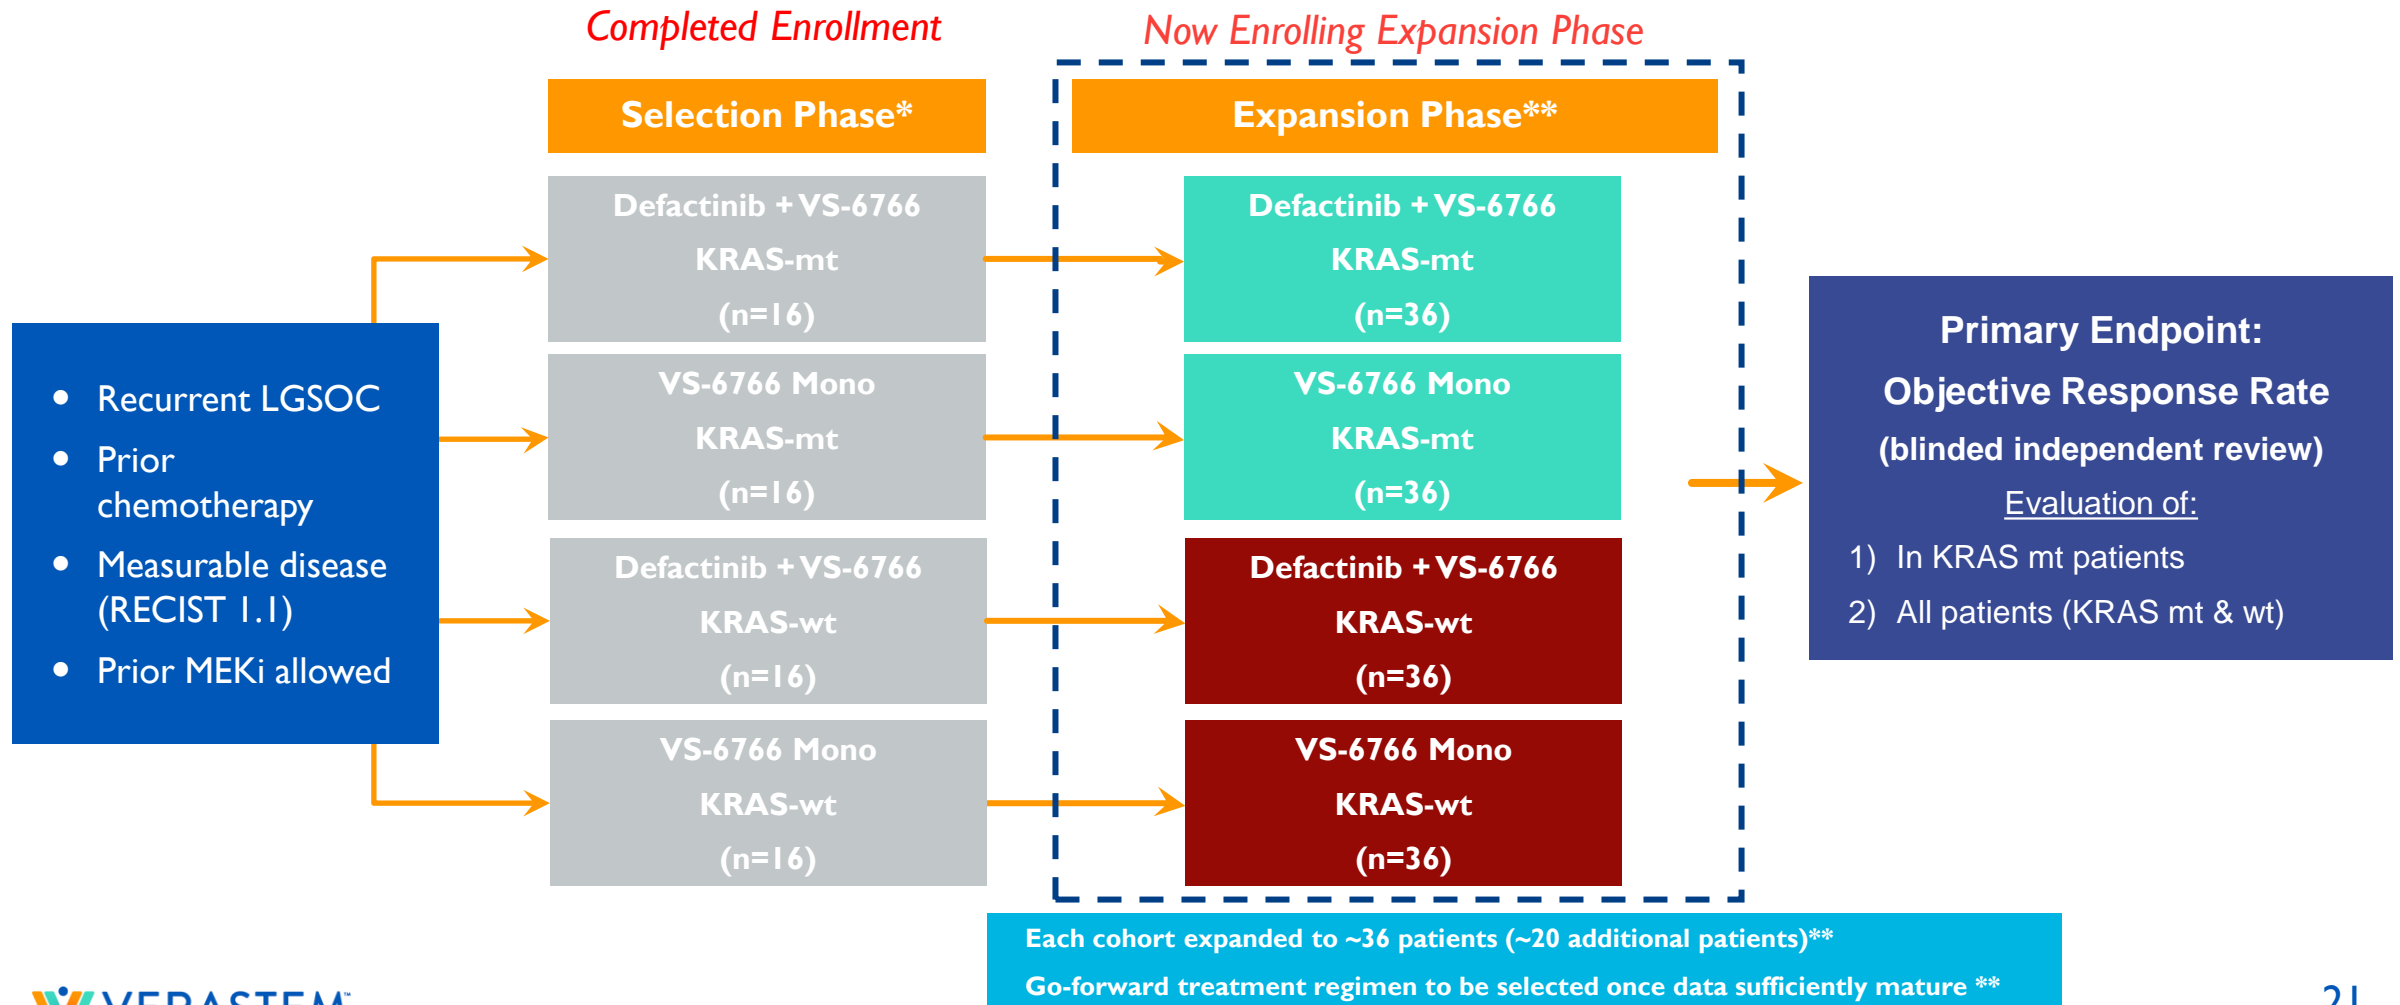 Completed Enrollment
Now Enrolling Expansion Phase
Selection Phase*
Expansion Phase**
• Recurrent LGSOC
• Prior
chemotherapy
• Measurable disease
(RECIST 1.1)
• Prior MEKi allowed
Defactinib + VS-6766
KRAS-mt
(n=16)
VS-6766 Mono
KRAS-mt
(n=16)
Defactinib + VS-6766
KRAS-wt
(n=16)
VS-6766 Mono
KRAS-wt
(n=16)
Defactinib + VS-6766
KRAS-mt
(n=36)
VS-6766 Mono
KRAS-mt
(n=36)
Defactinib + VS-6766
KRAS-wt
(n=36)
VS-6766 Mono
KRAS-wt
(n=36)
Primary Endpoint:
Objective Response Rate
(blinded independent review)
Evaluation of:
1) In KRAS mt patients
2) All patients (KRAS mt & wt)
Each cohort expanded to ~36 patients (~20 additional patients)**
Go-forward treatment regimen to be selected once data sufficiently mature **
VERASTEM™
21